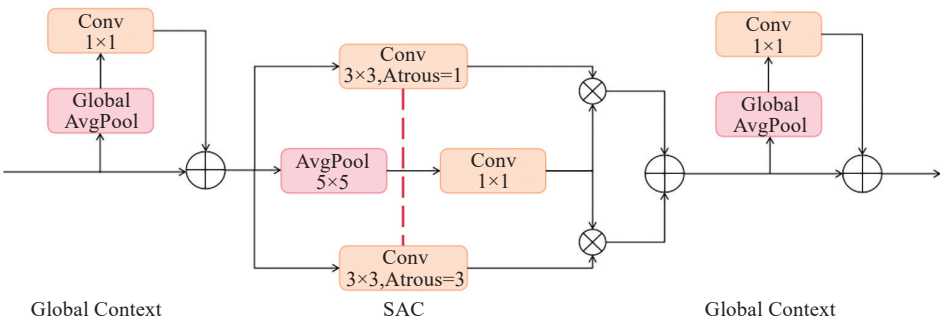 Conv
1×1
Global
AvgPool
Conv
3×3,Atrous=1
AvgPool
5×5
Conv
1×1
Conv
3×3,Atrous=3
Conv
1×1
Global
AvgPool
Global Context
SAC
Global Context